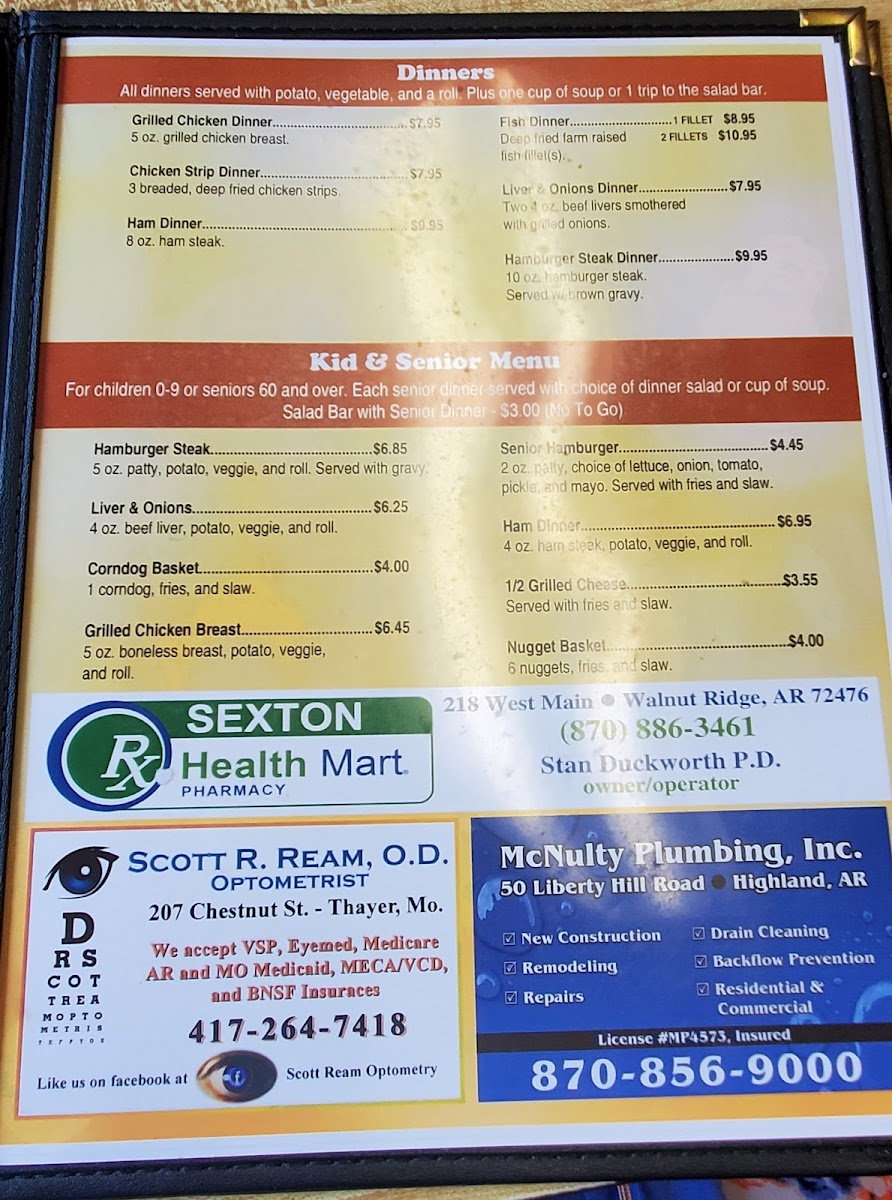 Dinners
All dinners served with potato, vegetable, and a roll. Plus one cup of soup or 1 trip to the salad bar.
Grilled Chicken Dinner.......................................$7.95
5 oz. grilled chicken breast.
Chicken Strip Dinner...........................................$7.95
3 breaded, deep fried chicken strips.
Ham Dinner..........................................................$9.95
8 oz. ham steak.
Fish Dinner.............................1 FILLET $8.95
Deep fried farm raised 2 FILLETS $10.95
fish fillet(s).
Liver & Onions Dinner.........................$7.95
Two 4 oz. beef livers smothered
with grilled onions.
Hamburger Steak Dinner.....................$9.95
10 oz. hamburger steak.
Served w/ brown gravy.
Kid & Senior Menu
For children 0-9 or seniors 60 and over. Each senior dinner served with choice of dinner salad or cup of soup.
Salad Bar with Senior Dinner - $3.00 (No To Go)
Hamburger Steak.......................................$6.85
5 oz. patty, potato, veggie, and roll. Served with gravy.
Liver & Onions...........................................$6.25
4 oz. beef liver, potato, veggie, and roll.
Corndog Basket.........................................$4.00
1 corndog, fries, and slaw.
Grilled Chicken Breast...............................$6.45
5 oz. boneless breast, potato, veggie,
and roll.
Senior Hamburger.....................................$4.45
2 oz. patty, choice of lettuce, onion, tomato,
pickle, and mayo. Served with fries and slaw.
Ham Dinner................................................$6.95
4 oz. ham steak, potato, veggie, and roll.
1/2 Grilled Cheese......................................$3.55
Served with fries and slaw.
Nugget Basket............................................$4.00
6 nuggets, fries, and slaw.
Rx
SEXTON
Health Mart.
PHARMACY
218 West Main ● Walnut Ridge, AR 72476
(870) 886-3461
Stan Duckworth P.D.
owner/operator
SCOTT R. REAM, O.D.
OPTOMETRIST
207 Chestnut St. - Thayer, Mo.
We accept VSP, Eyemed, Medicare
AR and MO Medicaid, MECA/VCD,
and BNSF Insuraces
417-264-7418
D
R S
C O T
T R E A
M O P T O
M E T R I S
Like us on facebook at
f
Scott Ream Optometry
McNulty Plumbing, Inc.
50 Liberty Hill Road ● Highland, AR
☑ New Construction
☑ Remodeling
☑ Repairs
☑ Drain Cleaning
☑ Backflow Prevention
☑ Residential &
Commercial
License #MP4573, Insured
870-856-9000